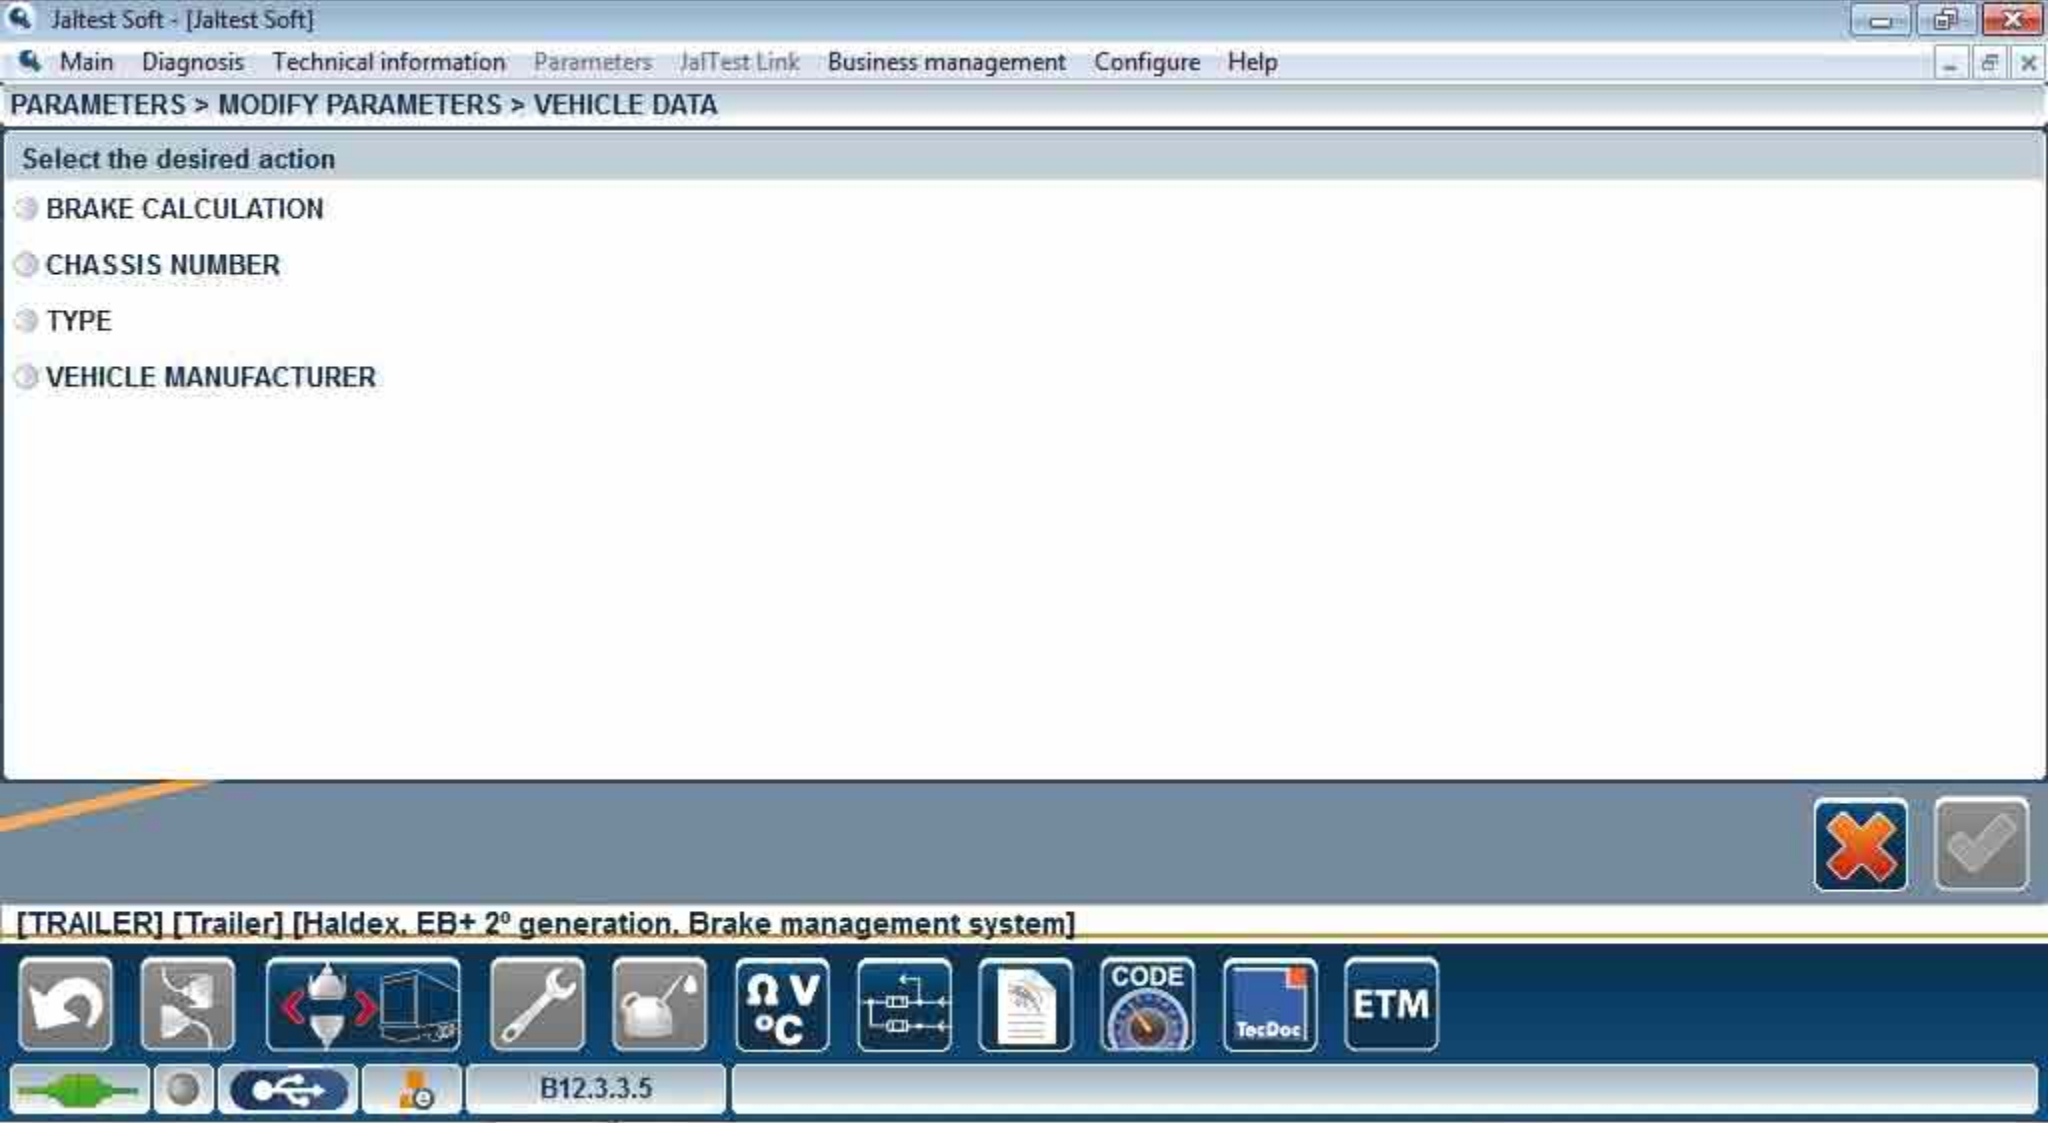 Jaltest Soft - [Jaltest Soft]
Main Diagnosis Technical information Parameters JalTest Link Business management Configure Help
PARAMETERS > MODIFY PARAMETERS > VEHICLE DATA
Select the desired action
BRAKE CALCULATION
CHASSIS NUMBER
TYPE
VEHICLE MANUFACTURER
[TRAILER] [Trailer] [Haldex, EB+ 2º generation, Brake management system]
Ω V
ºC
CODE
TecDoc
ETM
B12.3.3.5